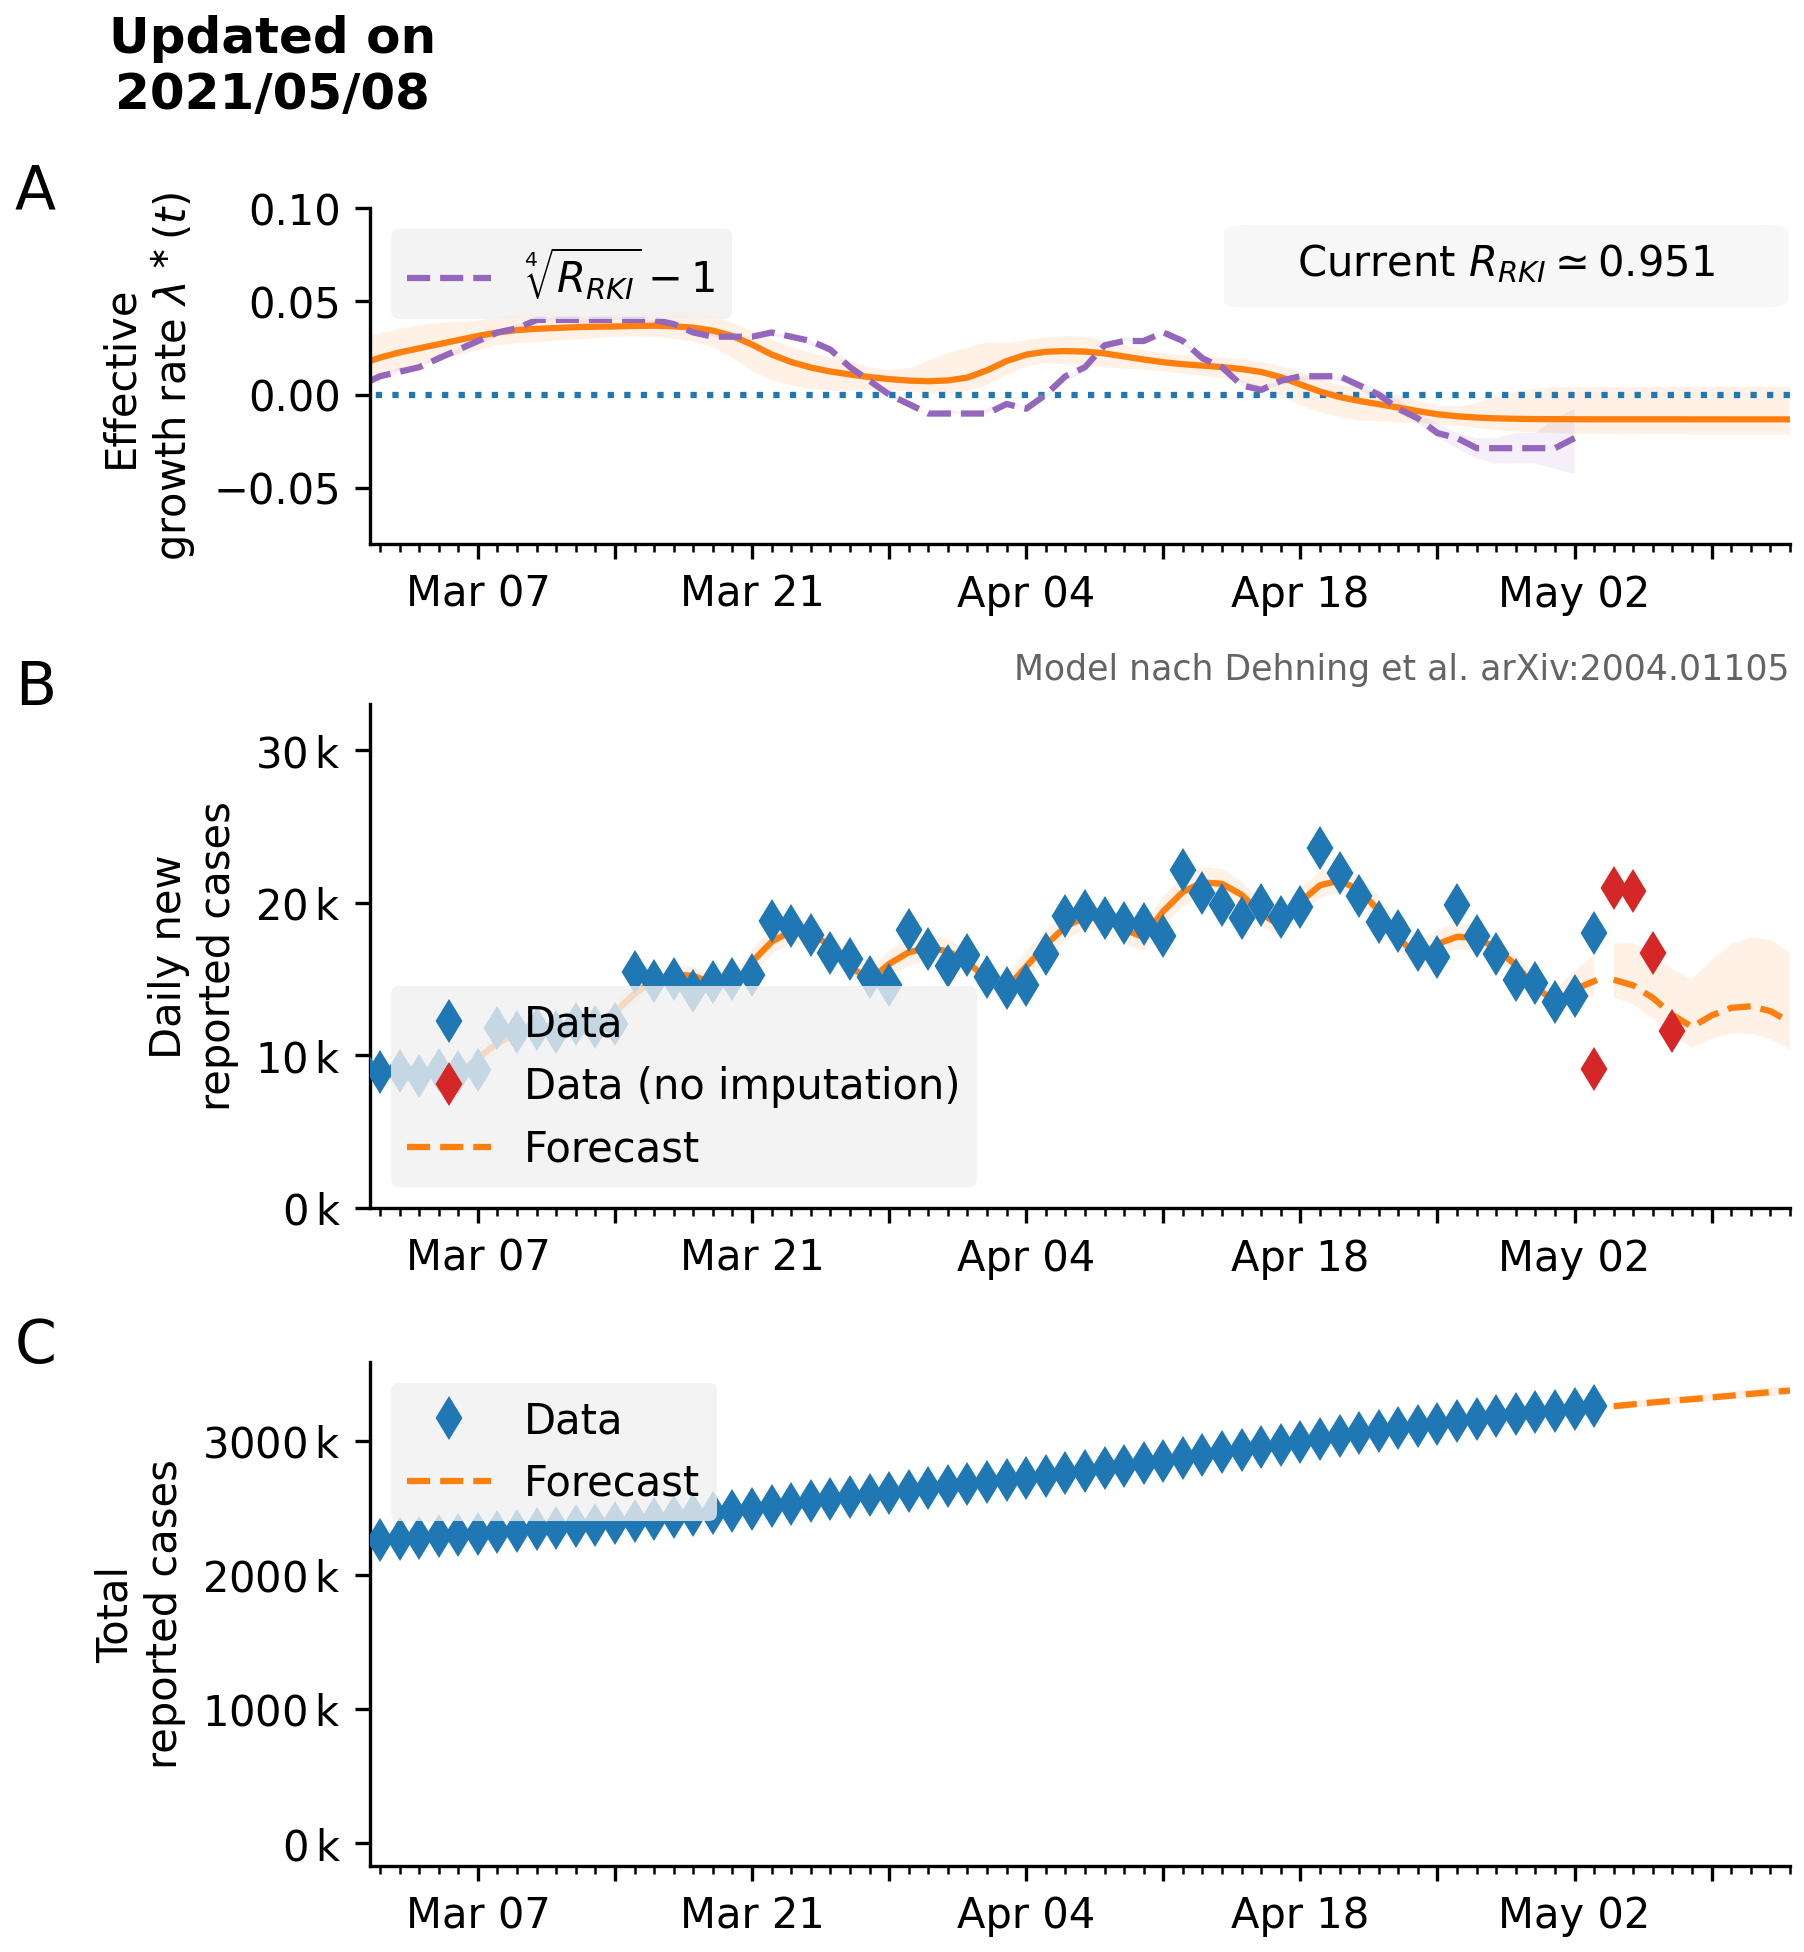 Updated on
2021/05/08
A
Effective
growth rate λ * (t)
0.10
0.05
0.00
−0.05
∜R_RKI − 1
Current R_RKI ≃ 0.951
Mar 07
Mar 21
Apr 04
Apr 18
May 02
Model nach Dehning et al. arXiv:2004.01105
B
Daily new
reported cases
30 k
20 k
10 k
0 k
Data
Data (no imputation)
Forecast
Mar 07
Mar 21
Apr 04
Apr 18
May 02
C
Total
reported cases
3000 k
2000 k
1000 k
0 k
Data
Forecast
Mar 07
Mar 21
Apr 04
Apr 18
May 02